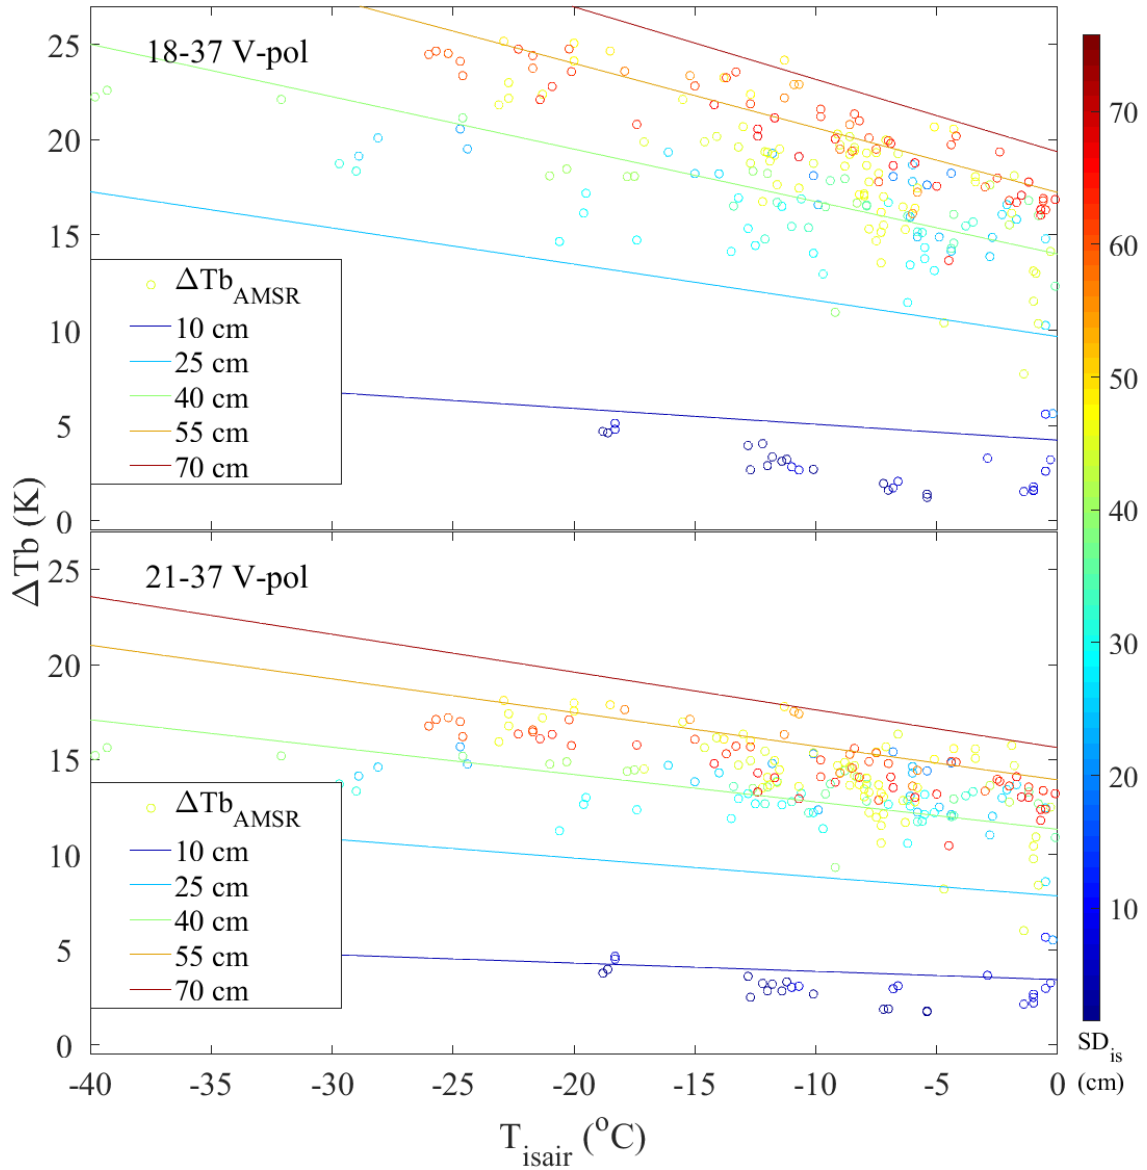 18-37 V-pol
25
20
15
10
5
0
ΔTb_AMSR
10 cm
25 cm
40 cm
55 cm
70 cm
21-37 V-pol
25
20
15
10
5
0
ΔTb_AMSR
10 cm
25 cm
40 cm
55 cm
70 cm
ΔTb (K)
-40 -35 -30 -25 -20 -15 -10 -5 0
T_isair (°C)
70
60
50
40
30
20
10
SD_is
(cm)